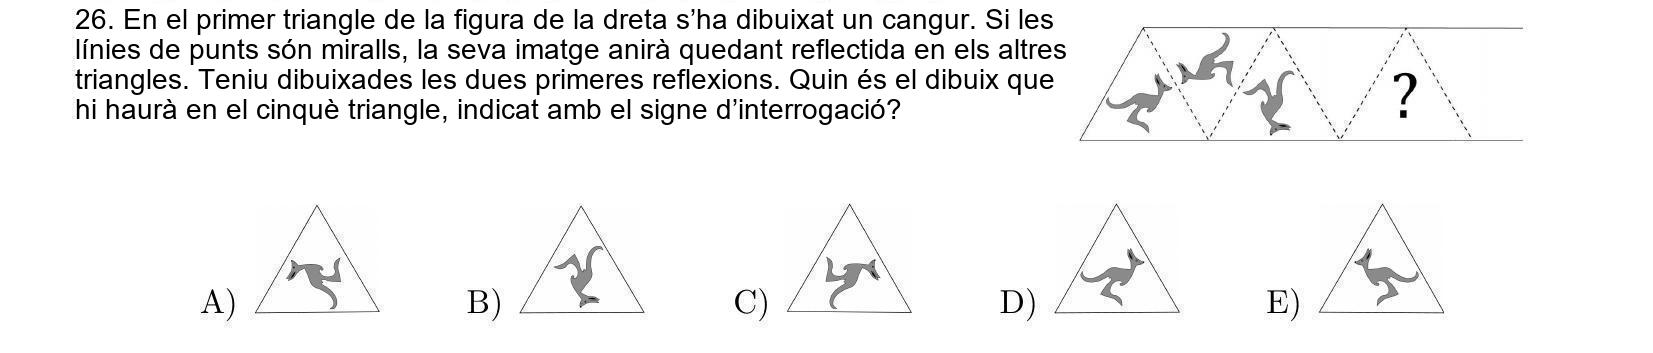 26. En el primer triangle de la figura de la dreta s’ha dibuixat un cangur. Si les
línies de punts són miralls, la seva imatge anirà quedant reflectida en els altres
triangles. Teniu dibuixades les dues primeres reflexions. Quin és el dibuix que
hi haurà en el cinquè triangle, indicat amb el signe d’interrogació?
?
A) B) C) D) E)